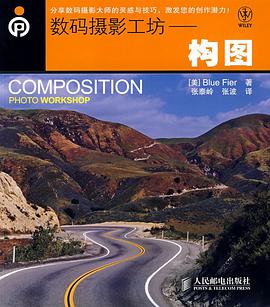 分享数码摄影大师的灵感与技巧，激发您的创作潜力！
WILEY
数码摄影工坊——
构图
[美] Blue Fier 著
张泰岭 张波 译
COMPOSITION
PHOTO WORKSHOP
人民邮电出版社
POSTS & TELECOM PRESS